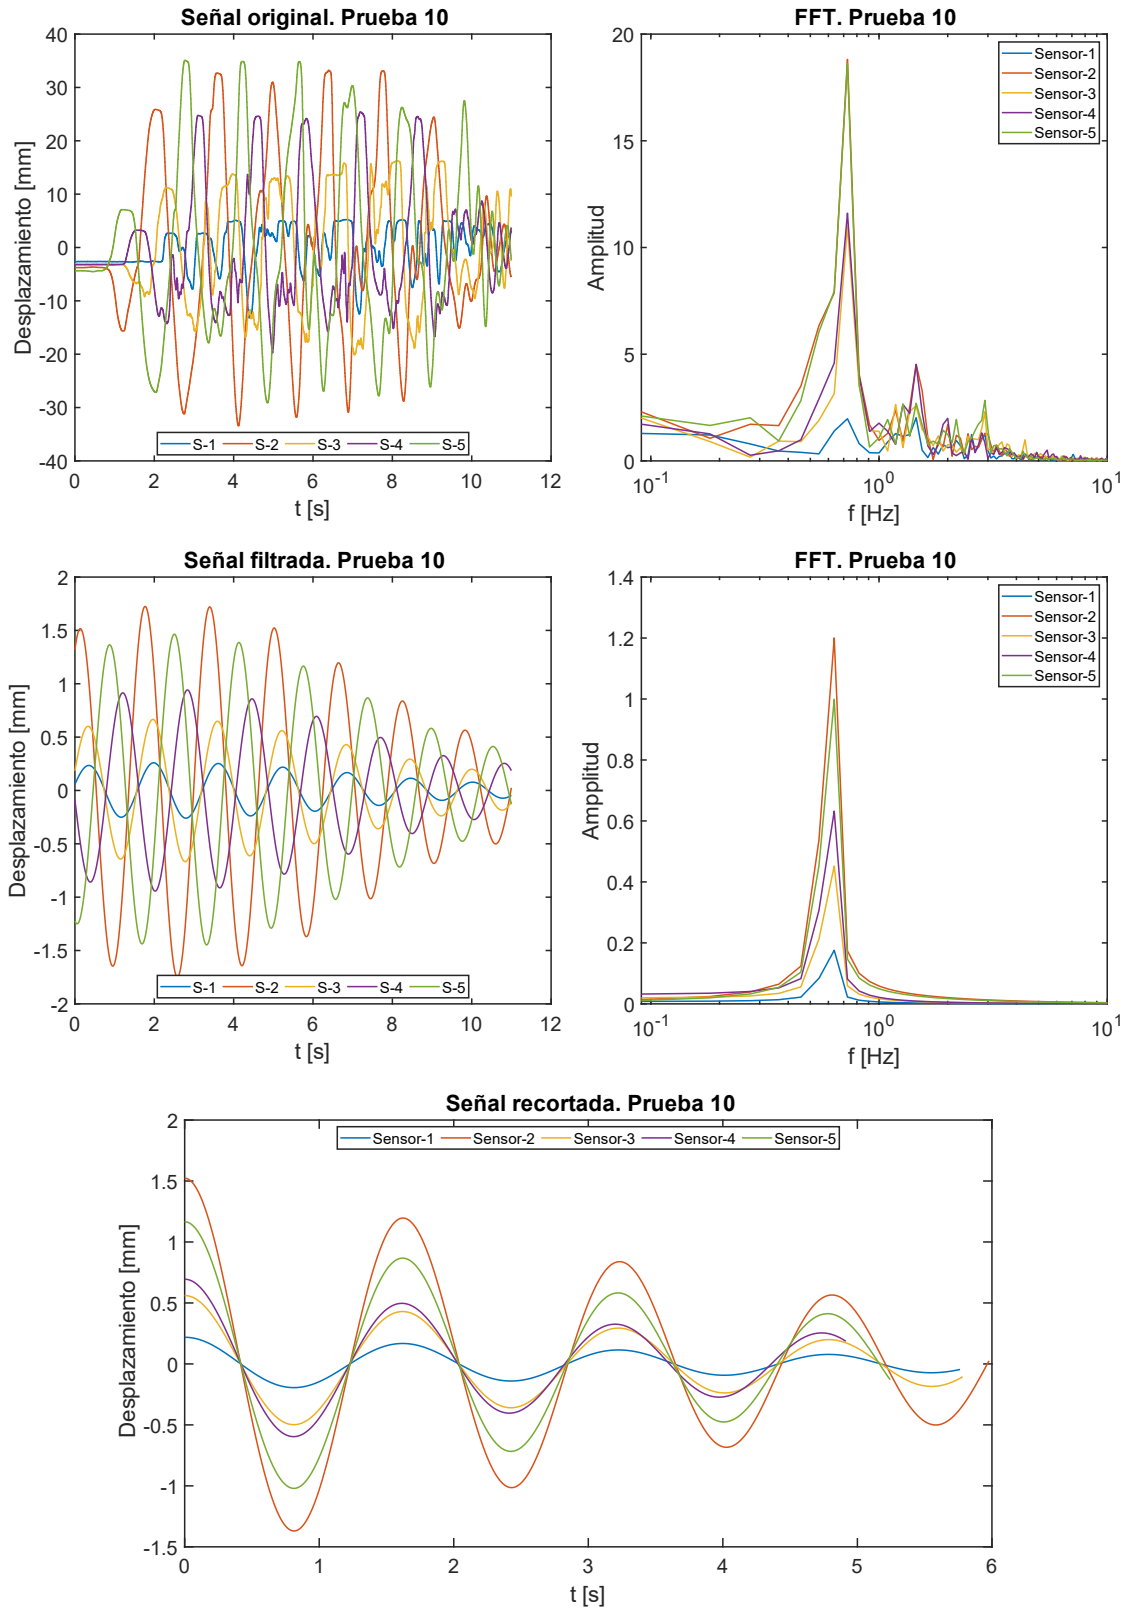 Señal original. Prueba 10
Desplazamiento [mm]
40
30
20
10
0
-10
-20
-30
-40
S-1 S-2 S-3 S-4 S-5
0 2 4 6 8 10 12
t [s]
FFT. Prueba 10
Amplitud
20
15
10
5
0
Sensor-1
Sensor-2
Sensor-3
Sensor-4
Sensor-5
10-1 100 101
f [Hz]
Señal filtrada. Prueba 10
Desplazamiento [mm]
2
1.5
1
0.5
0
-0.5
-1
-1.5
-2
S-1 S-2 S-3 S-4 S-5
0 2 4 6 8 10 12
t [s]
FFT. Prueba 10
Ampplitud
1.4
1.2
1
0.8
0.6
0.4
0.2
0
Sensor-1
Sensor-2
Sensor-3
Sensor-4
Sensor-5
10-1 100 101
f [Hz]
Señal recortada. Prueba 10
Sensor-1 Sensor-2 Sensor-3 Sensor-4 Sensor-5
Desplazamiento [mm]
2
1.5
1
0.5
0
-0.5
-1
-1.5
0 1 2 3 4 5 6
t [s]